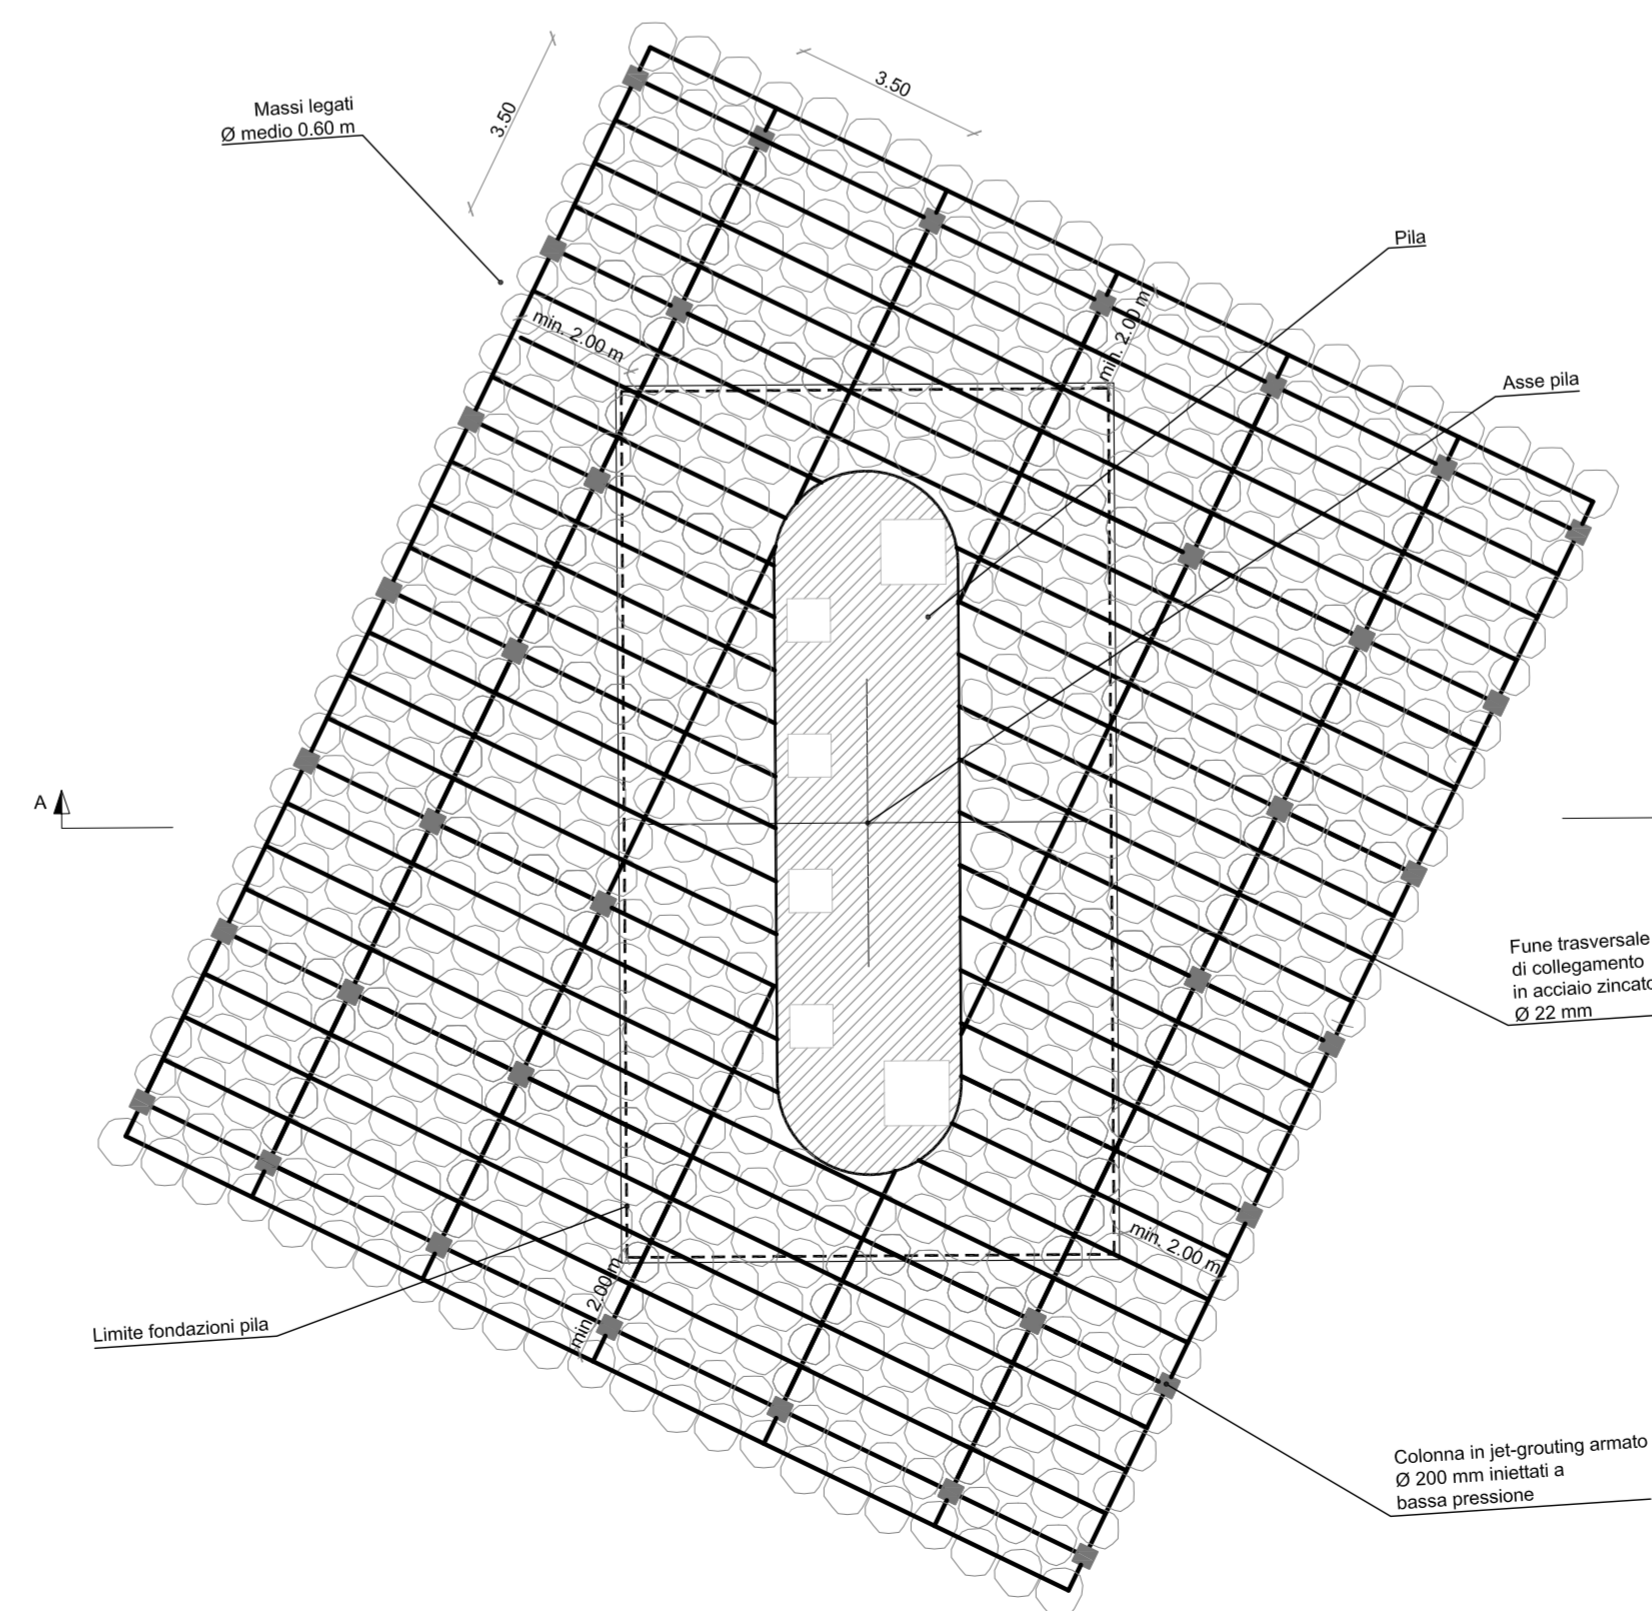 3.50
3.50
Massi legati
Ø medio 0.60 m
Pila
min. 2.00 m
min. 2.00 m
Asse pila
A
Fune trasversale
di collegamento
in acciaio zincato
Ø 22 mm
min. 2.00 m
min. 2.00 m
Limite fondazioni pila
Colonna in jet-grouting armato
Ø 200 mm iniettati a
bassa pressione